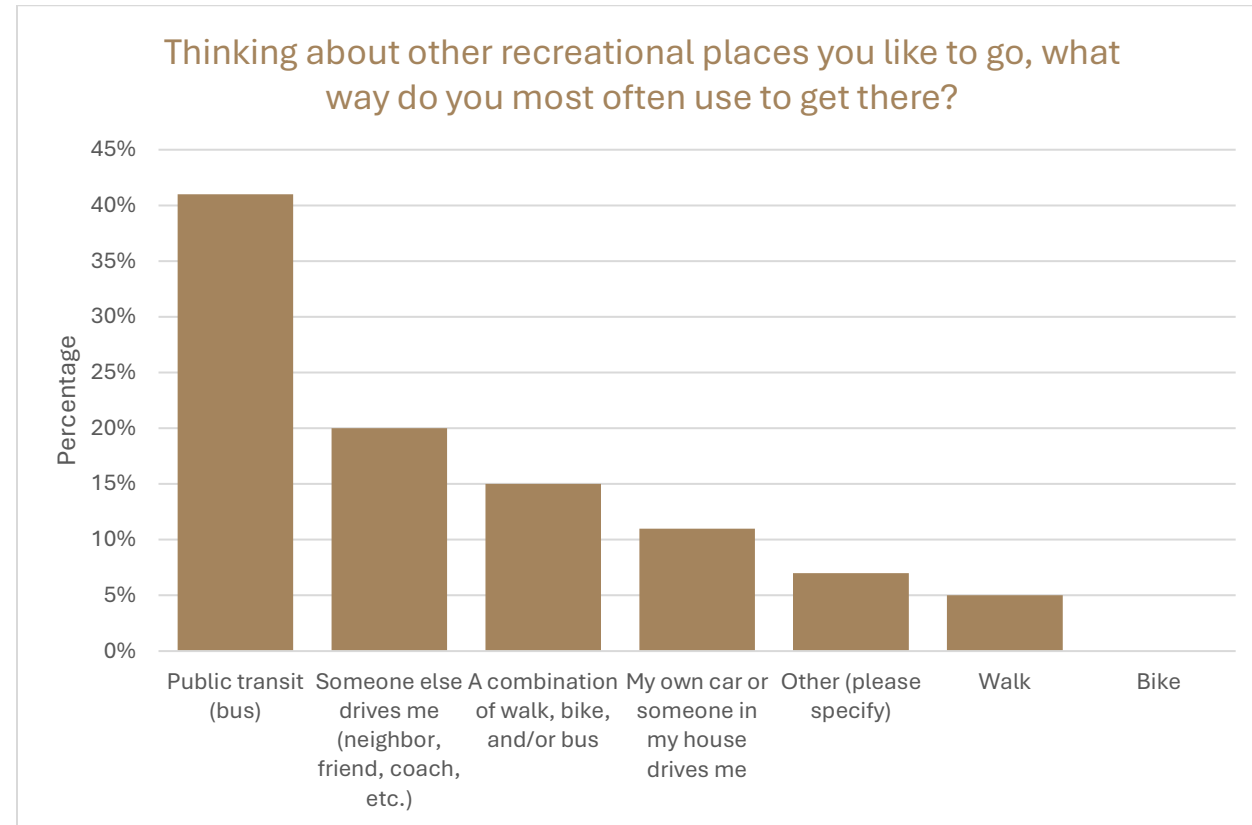 Thinking about other recreational places you like to go, what
way do you most often use to get there?
45%
40%
35%
30%
25%
20%
15%
10%
5%
0%
Percentage
Public transit
(bus)
Someone else
drives me
(neighbor,
friend, coach,
etc.)
A combination
of walk, bike,
and/or bus
My own car or
someone in
my house
drives me
Other (please
specify)
Walk
Bike